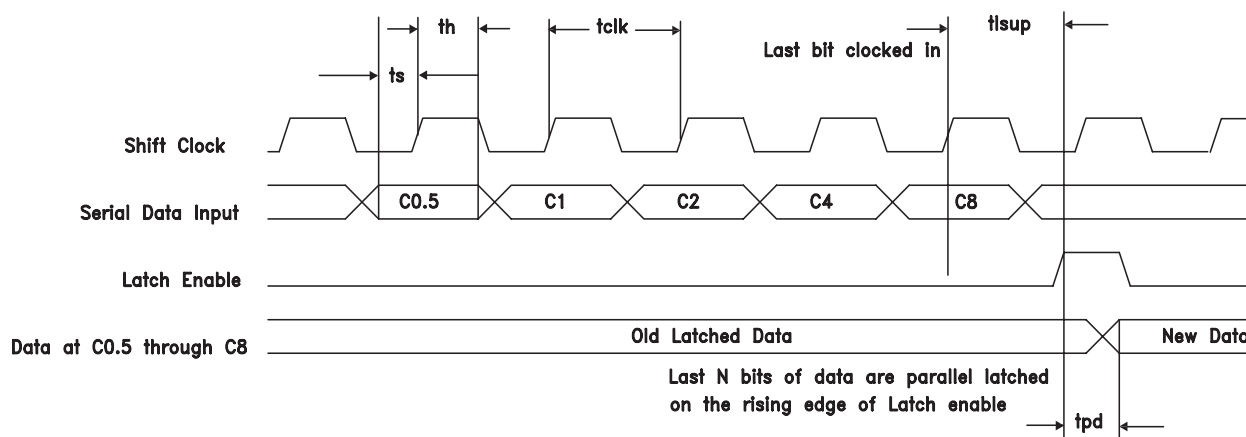 th
tclk
tlsup
Last bit clocked in
ts
Shift Clock
Serial Data Input
C0.5
C1
C2
C4
C8
Latch Enable
Data at C0.5 through C8
Old Latched Data
New Data
Last N bits of data are parallel latched
on the rising edge of Latch enable
tpd